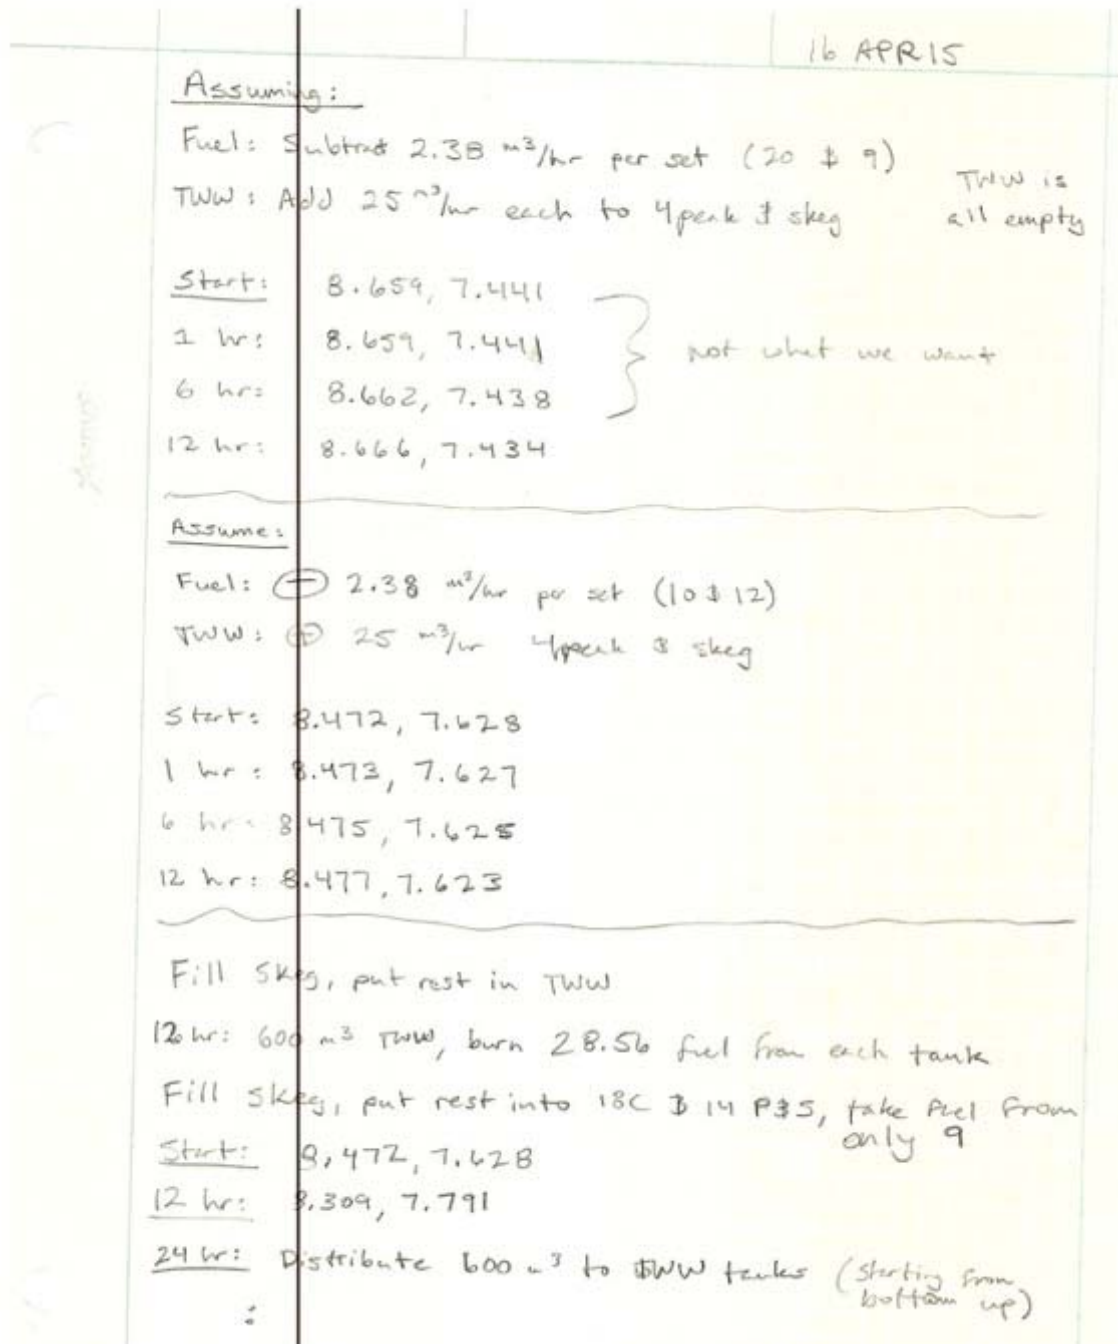 16 APR 15
Assuming:
Fuel: Subtract 2.38 m³/hr per set (20 & 9)
TWW: Add 25 m³/hr each to 4peak & skeg
TWW is
all empty
Start: 8.659, 7.441
1 hr: 8.659, 7.441
6 hr: 8.662, 7.438
12 hr: 8.666, 7.434
not what we want
Assume:
Fuel: ⊖ 2.38 m³/hr per set (10 & 12)
TWW: ⊕ 25 m³/hr 4peak & skeg
Start: 8.472, 7.628
1 hr: 8.473, 7.627
6 hr: 8.475, 7.625
12 hr: 8.477, 7.623
Fill skeg, put rest in TWW
12 hr: 600 m³ TWW, burn 28.56 fuel from each tank
Fill skeg, put rest into 18C & 14 P&S, take fuel from
only 9
Start: 8,472, 7.628
12 hr: 8.309, 7.791
24 hr: Distribute 600 m³ to TWW tanks (starting from
bottom up)
: